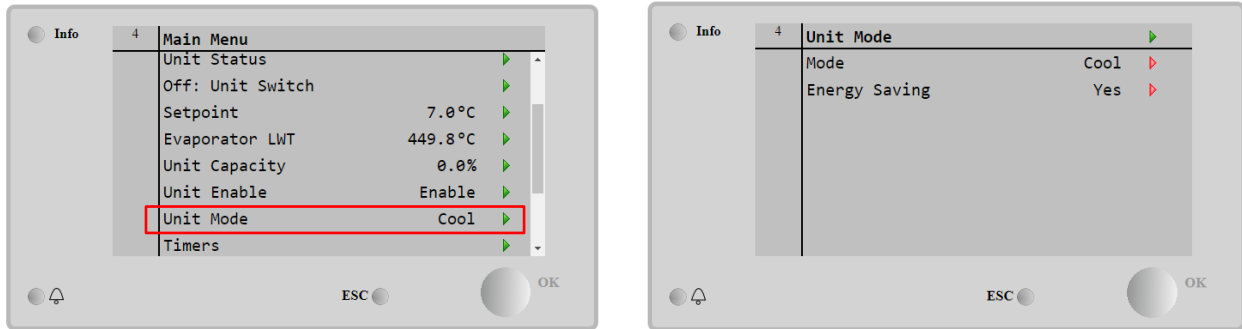 Info
4 Main Menu
Unit Status
Off: Unit Switch
Setpoint 7.0°C
Evaporator LWT 449.8°C
Unit Capacity 0.0%
Unit Enable Enable
Unit Mode Cool
Timers
ESC
OK
Info
4 Unit Mode
Mode Cool
Energy Saving Yes
ESC
OK